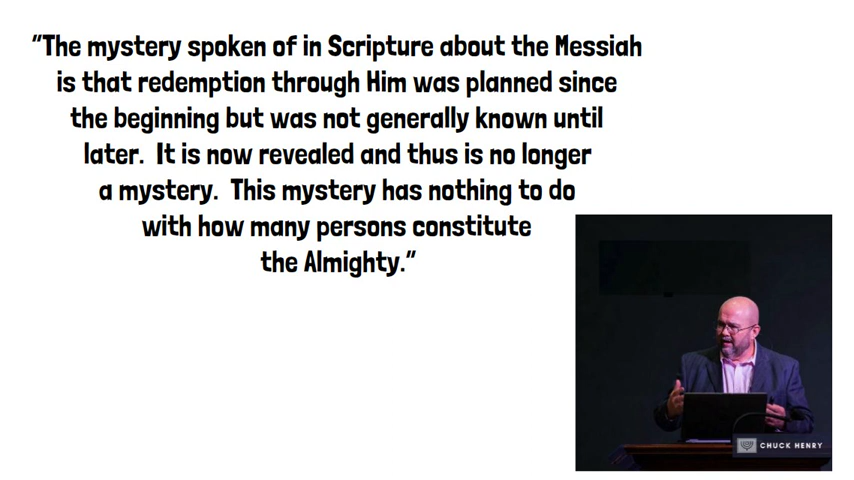 "The mystery spoken of in Scripture about the Messiah
is that redemption through Him was planned since
the beginning but was not generally known until
later.  It is now revealed and thus is no longer
a mystery.  This mystery has nothing to do
with how many persons constitute
the Almighty."
CHUCK HENRY